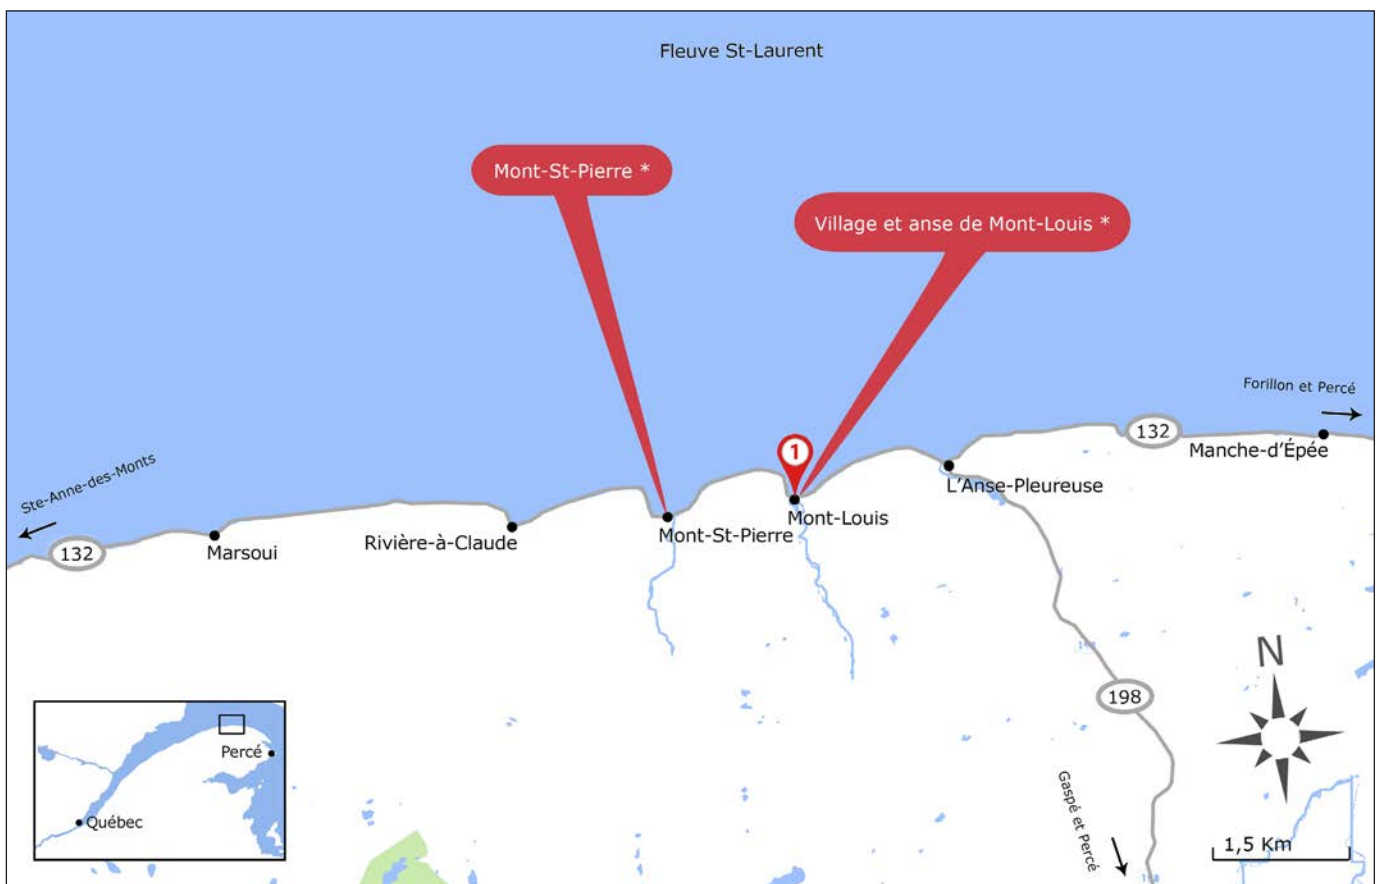 Fleuve St-Laurent
Mont-St-Pierre *
Village et anse de Mont-Louis *
Forillon et Percé
132
Manche-d'Épée
1
L'Anse-Pleureuse
Ste-Anne-des-Monts
Mont-Louis
Mont-St-Pierre
Rivière-à-Claude
Marsoui
132
N
198
Percé
Québec
Gaspé et Percé
1,5 Km